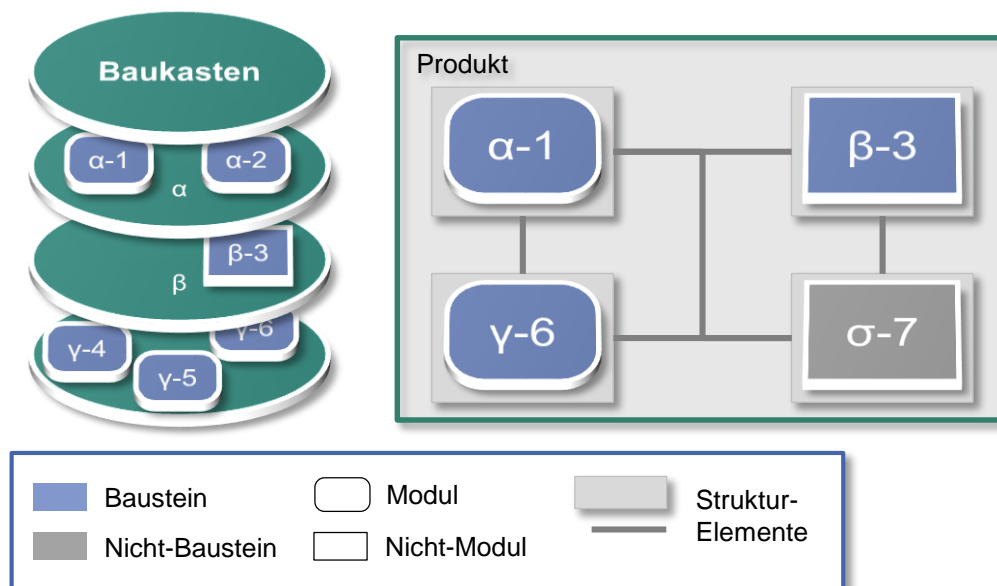 Baukasten
α-1
α-2
α
β-3
β
γ-6
γ-4
γ-5
Produkt
α-1
β-3
γ-6
σ-7
Baustein
Modul
Struktur-
Elemente
Nicht-Baustein
Nicht-Modul